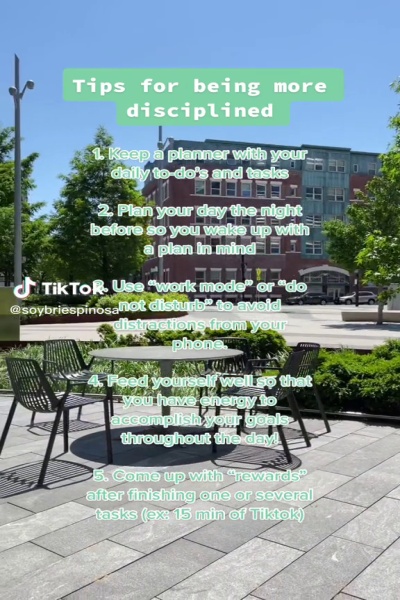 Tips for being more
disciplined
1. Keep a planner with your
daily to-do's and tasks
2. Plan your day the night
before so you wake up with
a plan in mind
TikTok
@soybriespinosa
3. Use “work mode” or “do
not disturb” to avoid
distractions from your
phone.
4. Feed yourself well so that
you have energy to
accomplish your goals
throughout the day!
5. Come up with “rewards”
after finishing one or several
tasks (ex: 15 min of Tiktok)